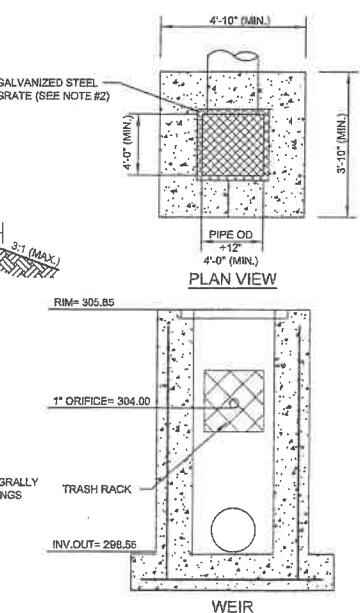 4'-10" (MIN.)
GALVANIZED STEEL
GRATE (SEE NOTE #2)
4'-0" (MIN.)
3'-10" (MIN.)
3:1 (MAX.)
PIPE OD
+12"
4'-0" (MIN.)
PLAN VIEW
RIM= 305.85
1" ORIFICE= 304.00
GRALLY
NGS
TRASH RACK
INV.OUT= 298.56
WEIR